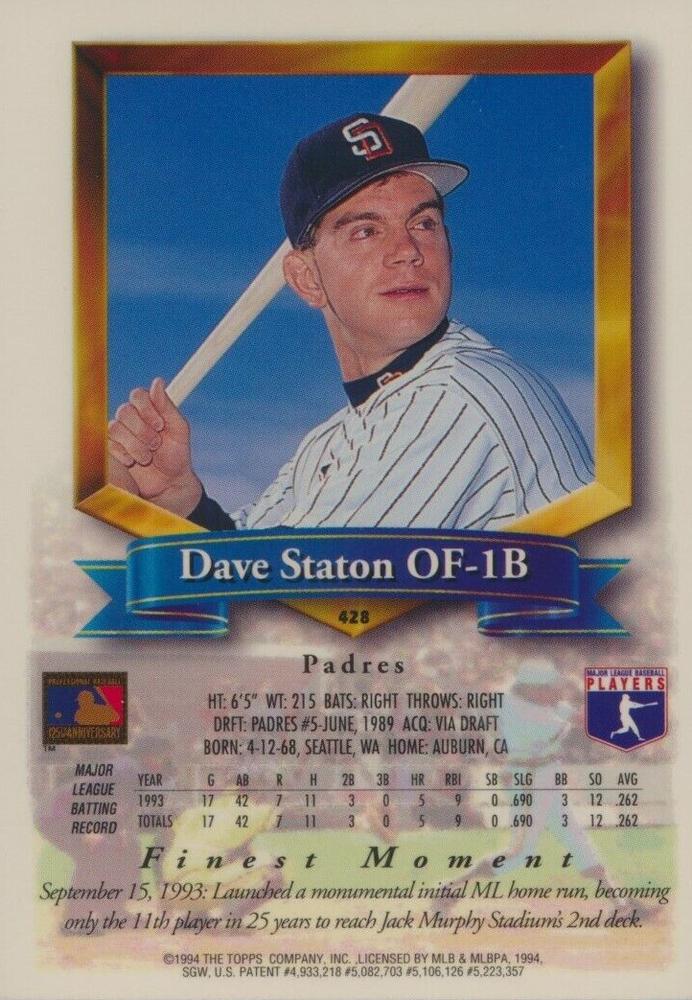 SD
Dave Staton OF-1B
428
Padres
PROFESSIONAL BASEBALL
125TH ANNIVERSARY
TM
MAJOR LEAGUE BASEBALL
PLAYERS
HT: 6'5" WT: 215 BATS: RIGHT THROWS: RIGHT
DRFT: PADRES #5-JUNE, 1989 ACQ: VIA DRAFT
BORN: 4-12-68, SEATTLE, WA HOME: AUBURN, CA
MAJOR
LEAGUE
BATTING
RECORD
YEAR G AB R H 2B 3B HR RBI SB SLG BB SO AVG
1993 17 42 7 11 3 0 5 9 0 .690 3 12 .262
TOTALS 17 42 7 11 3 0 5 9 0 .690 3 12 .262
Finest Moment
September 15, 1993: Launched a monumental initial ML home run, becoming
only the 11th player in 25 years to reach Jack Murphy Stadium's 2nd deck.
©1994 THE TOPPS COMPANY, INC. ,LICENSED BY MLB & MLBPA, 1994,
SGW, U.S. PATENT #4,933,218 #5,082,703 #5,106,126 #5,223,357